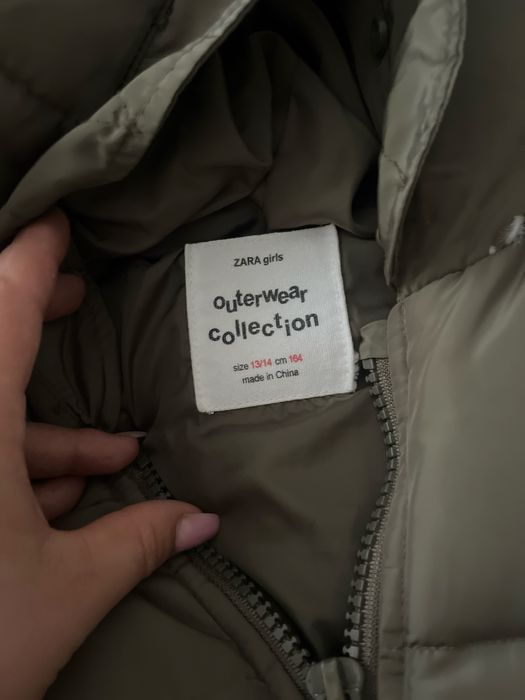 ZARA girls
outerwear
collection
size 13/14 cm 164
made in China